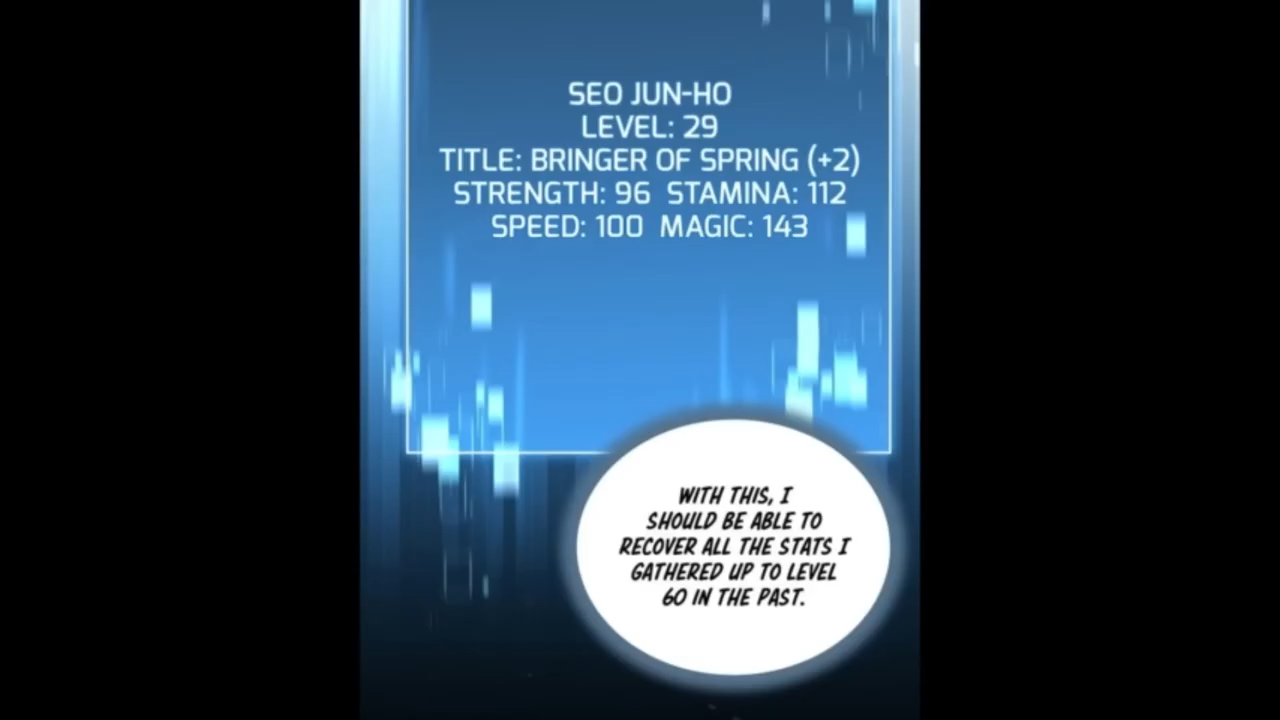 SEO JUN-HO
LEVEL: 29
TITLE: BRINGER OF SPRING (+2)
STRENGTH: 96 STAMINA: 112
SPEED: 100 MAGIC: 143
WITH THIS, I
SHOULD BE ABLE TO
RECOVER ALL THE STATS I
GATHERED UP TO LEVEL
60 IN THE PAST.